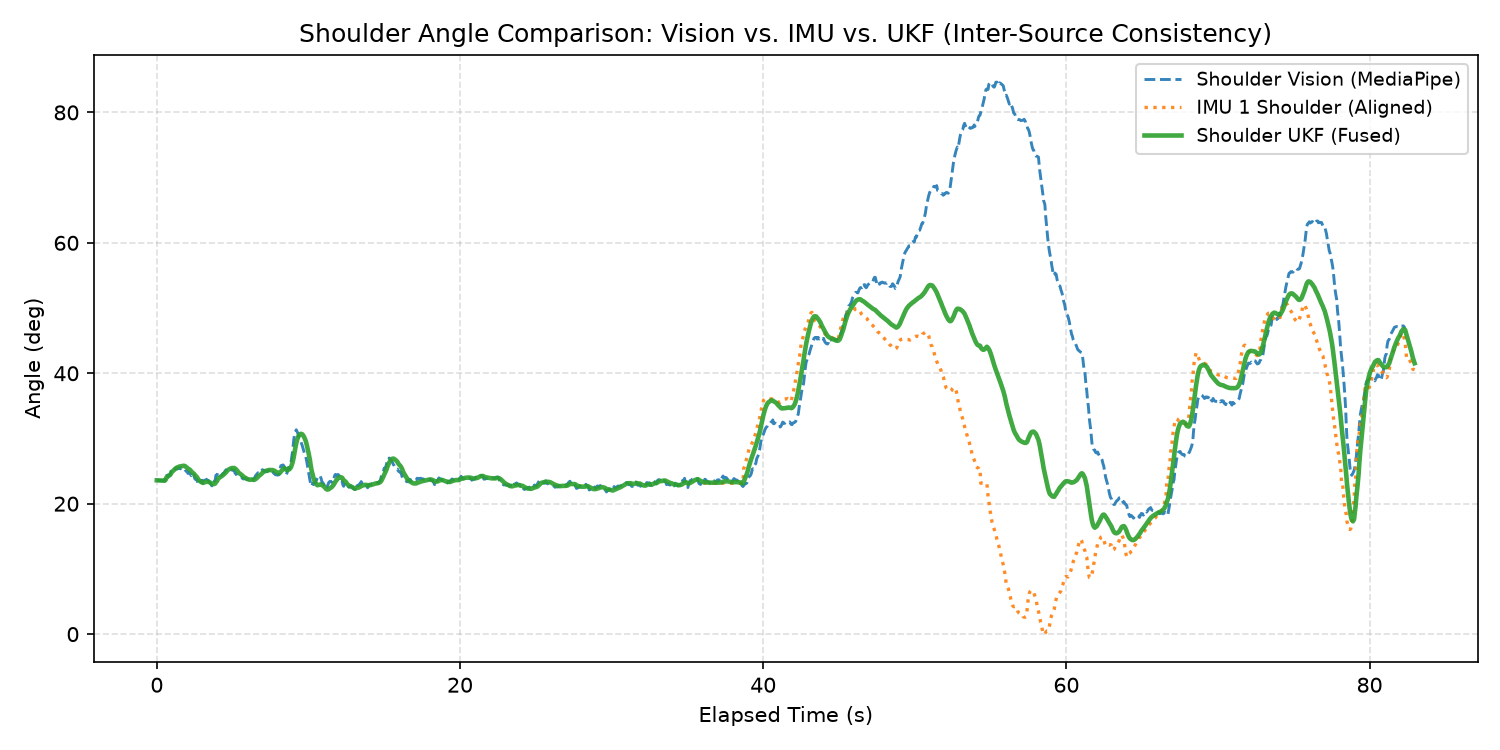 Shoulder Angle Comparison: Vision vs. IMU vs. UKF (Inter-Source Consistency)
Shoulder Vision (MediaPipe)
IMU 1 Shoulder (Aligned)
Shoulder UKF (Fused)
Angle (deg)
80
60
40
20
0
0 20 40 60 80
Elapsed Time (s)